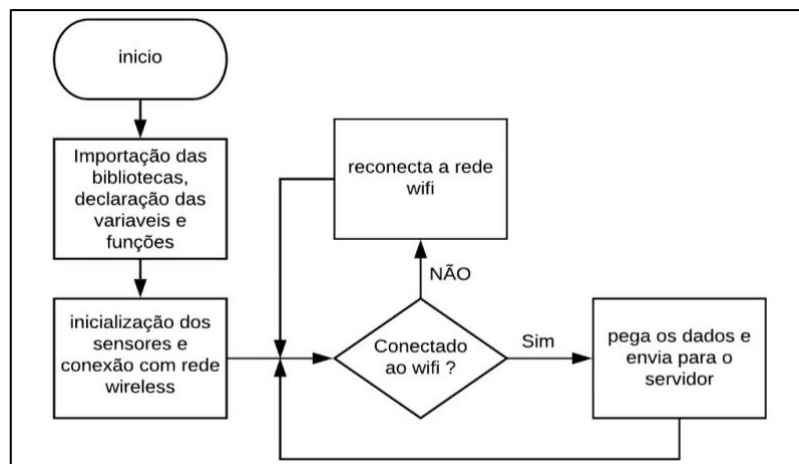 inicio
Importação das
bibliotecas,
declaração das
variaveis e
funções
inicialização dos
sensores e
conexão com rede
wireless
reconecta a rede
wifi
NÃO
Conectado
ao wifi ?
Sim
pega os dados e
envia para o
servidor